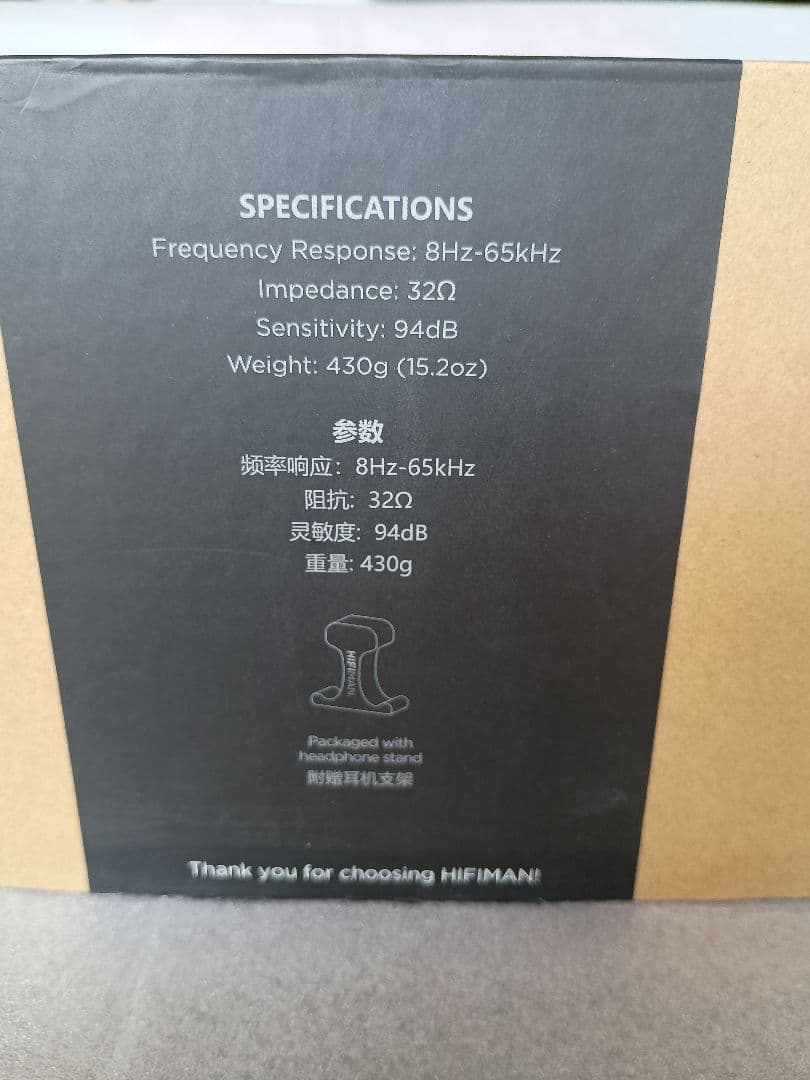 SPECIFICATIONS
Frequency Response: 8Hz-65kHz
Impedance: 32Ω
Sensitivity: 94dB
Weight: 430g (15.2oz)
参数
频率响应: 8Hz-65kHz
阻抗: 32Ω
灵敏度: 94dB
重量: 430g
HIFIMAN
Packaged with
headphone stand
附赠耳机支架
Thank you for choosing HIFIMAN!